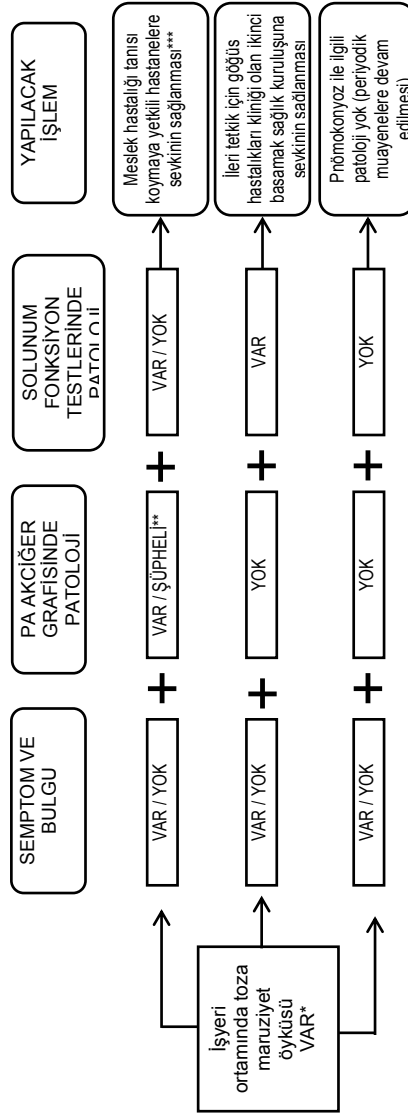 SEMPTOM VE
BULGU
PA AKCİĞER
GRAFİSİNDE
PATOLOJİ
SOLUNUM
FONKSİYON
TESTLERİNDE
PATOLOJİ
YAPILACAK
İŞLEM
İşyeri
ortamında toza
maruziyet
öyküsü
VAR*
VAR / YOK
+
VAR / ŞÜPHELİ**
+
VAR / YOK
Meslek hastalığı tanısı
koymaya yetkili hastanelere
sevkinin sağlanması***
VAR / YOK
+
YOK
+
VAR
İleri tetkik için göğüs
hastalıkları kliniği olan ikinci
basamak sağlık kuruluşuna
sevkinin sağlanması
VAR / YOK
+
YOK
+
YOK
Pnömokonyoz ile ilgili
patoloji yok (periyodik
muayenelere devam
edilmesi)